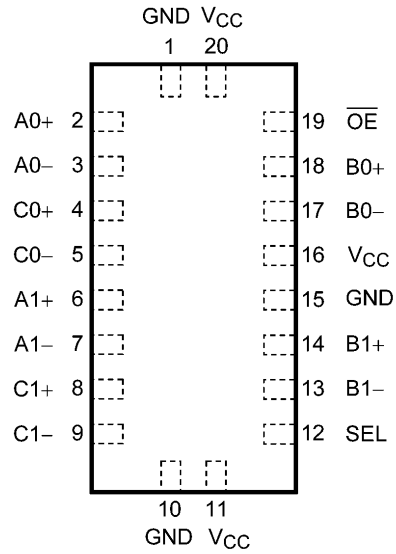 GND VCC
1 20
A0+ 2 19 OE
A0− 3 18 B0+
C0+ 4 17 B0−
C0− 5 16 VCC
A1+ 6 15 GND
A1− 7 14 B1+
C1+ 8 13 B1−
C1− 9 12 SEL
10 11
GND VCC